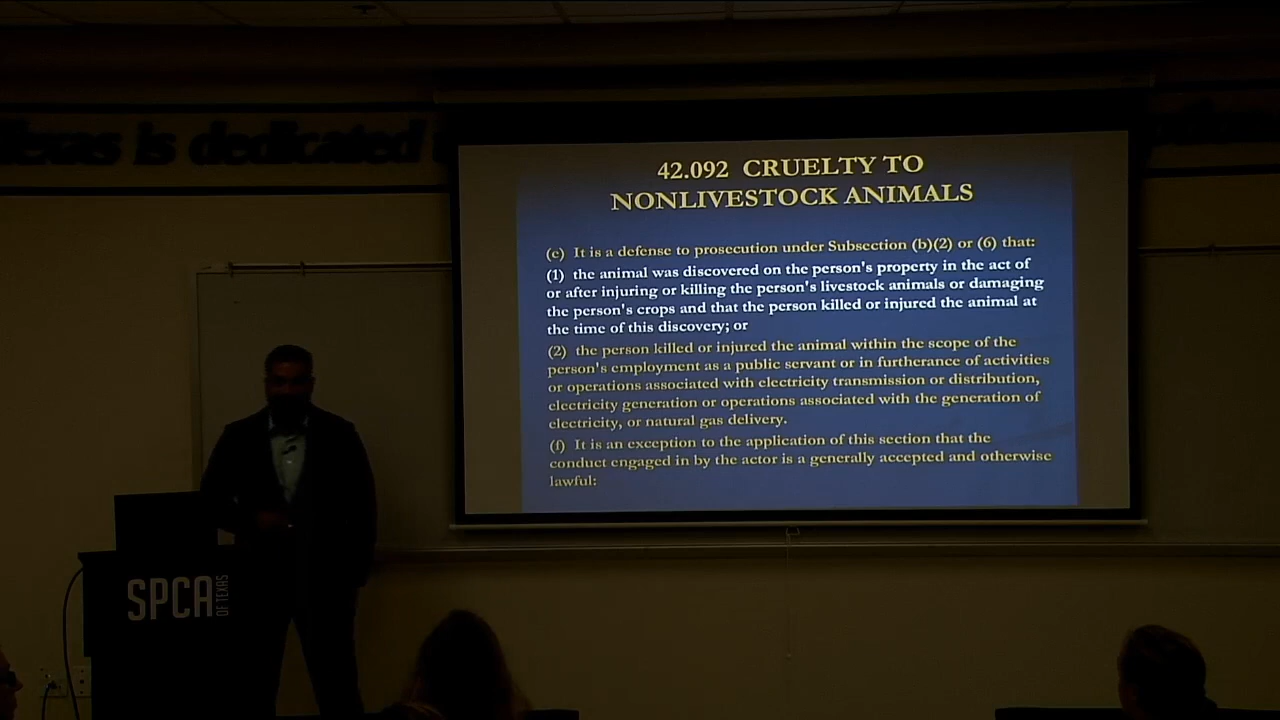 Texas is dedicated
42.092 CRUELTY TO
NONLIVESTOCK ANIMALS
(e) It is a defense to prosecution under Subsection (b)(2) or (6) that:
(1) the animal was discovered on the person's property in the act of
or after injuring or killing the person's livestock animals or damaging
the person's crops and that the person killed or injured the animal at
the time of this discovery; or
(2) the person killed or injured the animal within the scope of the
person's employment as a public servant or in furtherance of activities
or operations associated with electricity transmission or distribution,
electricity generation or operations associated with the generation of
electricity, or natural gas delivery.
(f) It is an exception to the application of this section that the
conduct engaged in by the actor is a generally accepted and otherwise
lawful:
SPCA
OF TEXAS